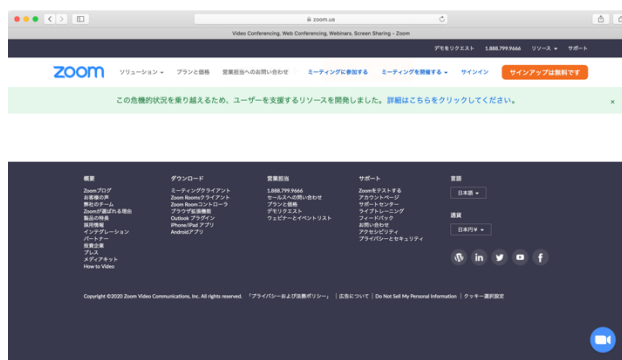 zoom.us
Video Conferencing, Web Conferencing, Webinars, Screen Sharing - Zoom
デモをリクエスト 1.888.799.9666 リソース サポート
zoom ソリューション プランと価格 営業担当へのお問い合わせ ミーティングに参加する ミーティングを開催する サインイン サインアップは無料です
この危機的状況を乗り越えるため、ユーザーを支援するリソースを開発しました。詳細はこちらをクリックしてください。 ×
概要
Zoomブログ
お客様の声
弊社のチーム
Zoomが選ばれる理由
製品の特長
採用情報
インテグレーション
パートナー
投資企業
プレス
メディアキット
How to Video
ダウンロード
ミーティングクライアント
Zoom Roomsクライアント
Zoom Roomコントローラ
ブラウザ拡張機能
Outlook プラグイン
iPhone/iPad アプリ
Androidアプリ
営業担当
1.888.799.9666
セールスへの問い合わせ
プランと価格
デモリクエスト
ウェビナーとイベントリスト
サポート
Zoomをテストする
アカウントページ
サポートセンター
ライブトレーニング
フィードバック
お問い合わせ
アクセシビリティ
プライバシーとセキュリティ
言語
日本語
通貨
日本円¥
in
f
Copyright ©2020 Zoom Video Communications, Inc. All rights reserved. 「プライバシーおよび法務ポリシー」 | 広告について | Do Not Sell My Personal Information | クッキー選択設定